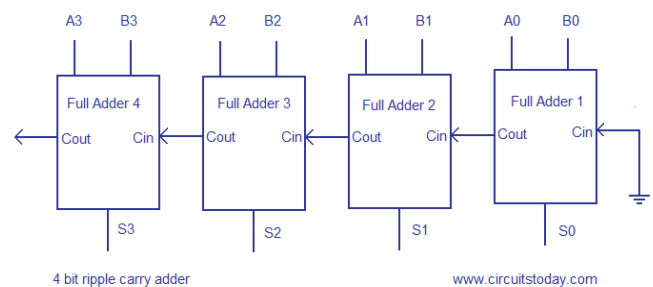 A3 B3 A2 B2 A1 B1 A0 B0
Full Adder 4 Full Adder 3 Full Adder 2 Full Adder 1
Cout Cin Cout Cin Cout Cin Cout Cin
S3 S2 S1 S0
4 bit ripple carry adder www.circuitstoday.com